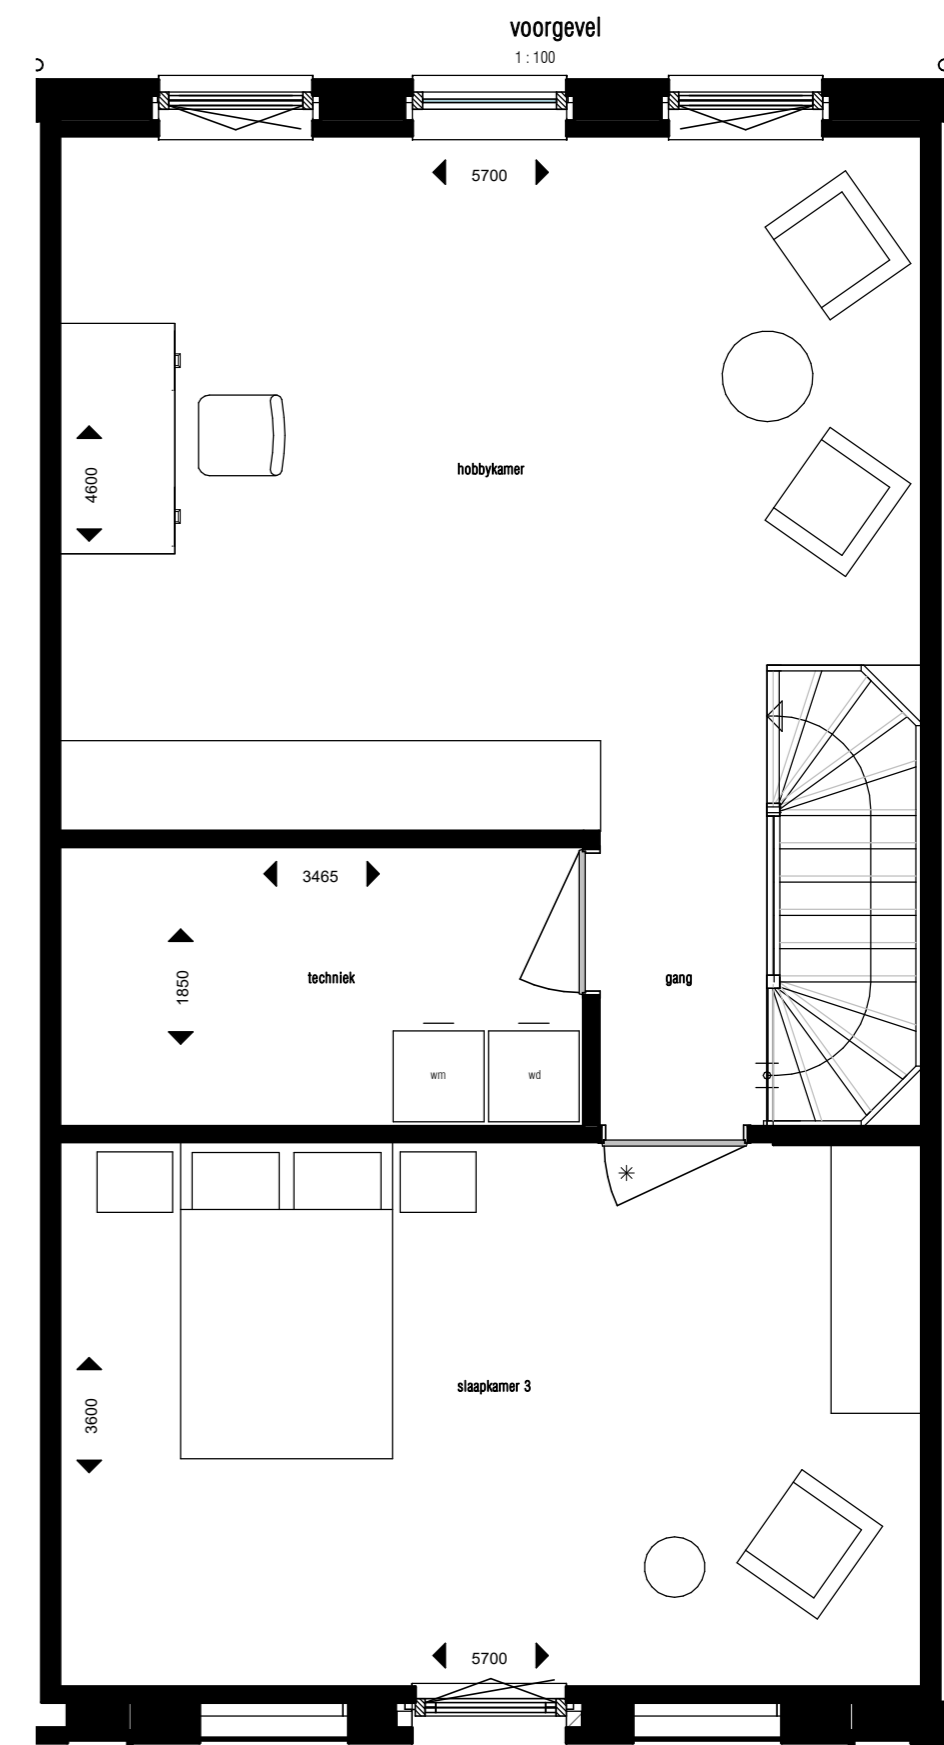 voorgevel
1 : 100
5700
4600
hobbykamer
3465
1850
techniek
gang
wm
wd
3600
slaapkamer 3
5700